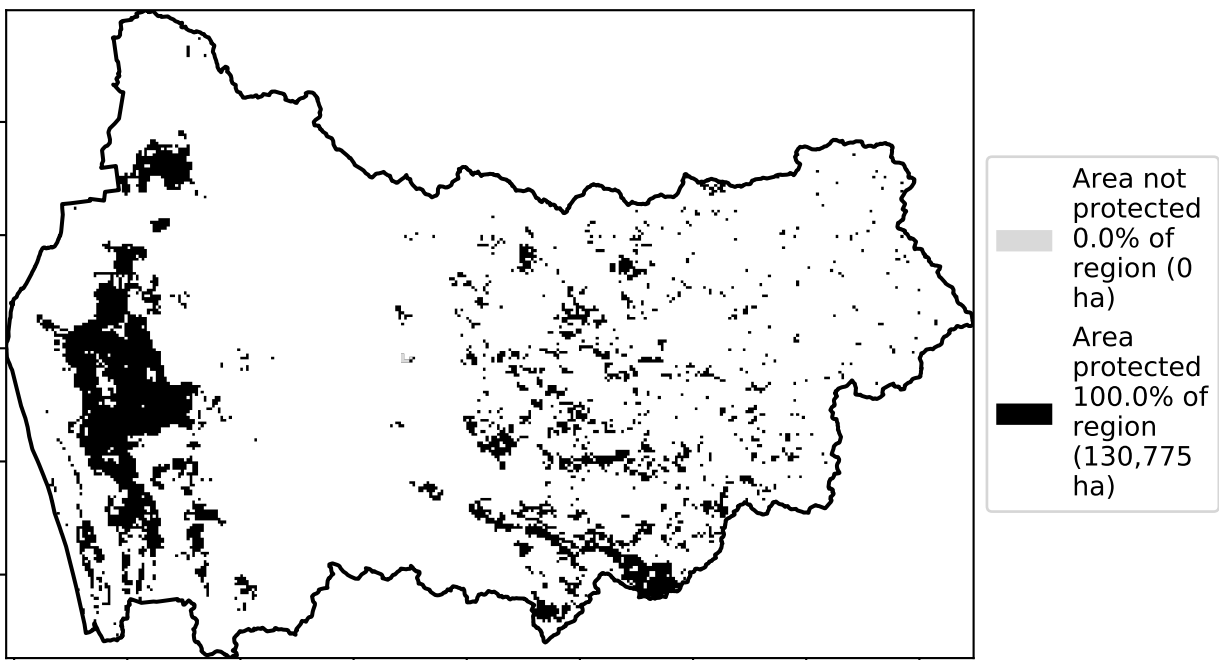 Area not
protected
0.0% of
region (0
ha)
Area
protected
100.0% of
region
(130,775
ha)